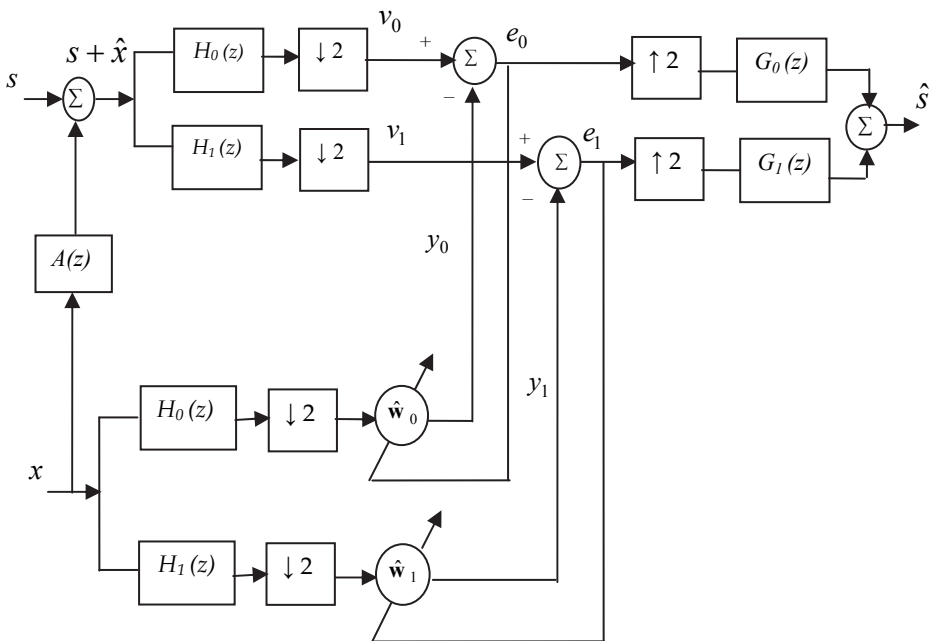 v₀
e₀
s + x̂
H₀(z)
↓ 2
+
Σ
−
↑ 2
G₀(z)
s
Σ
ŝ
Σ
H₁(z)
↓ 2
v₁
+
Σ
−
e₁
↑ 2
G₁(z)
A(z)
y₀
y₁
H₀(z)
↓ 2
ŵ₀
x
H₁(z)
↓ 2
ŵ₁